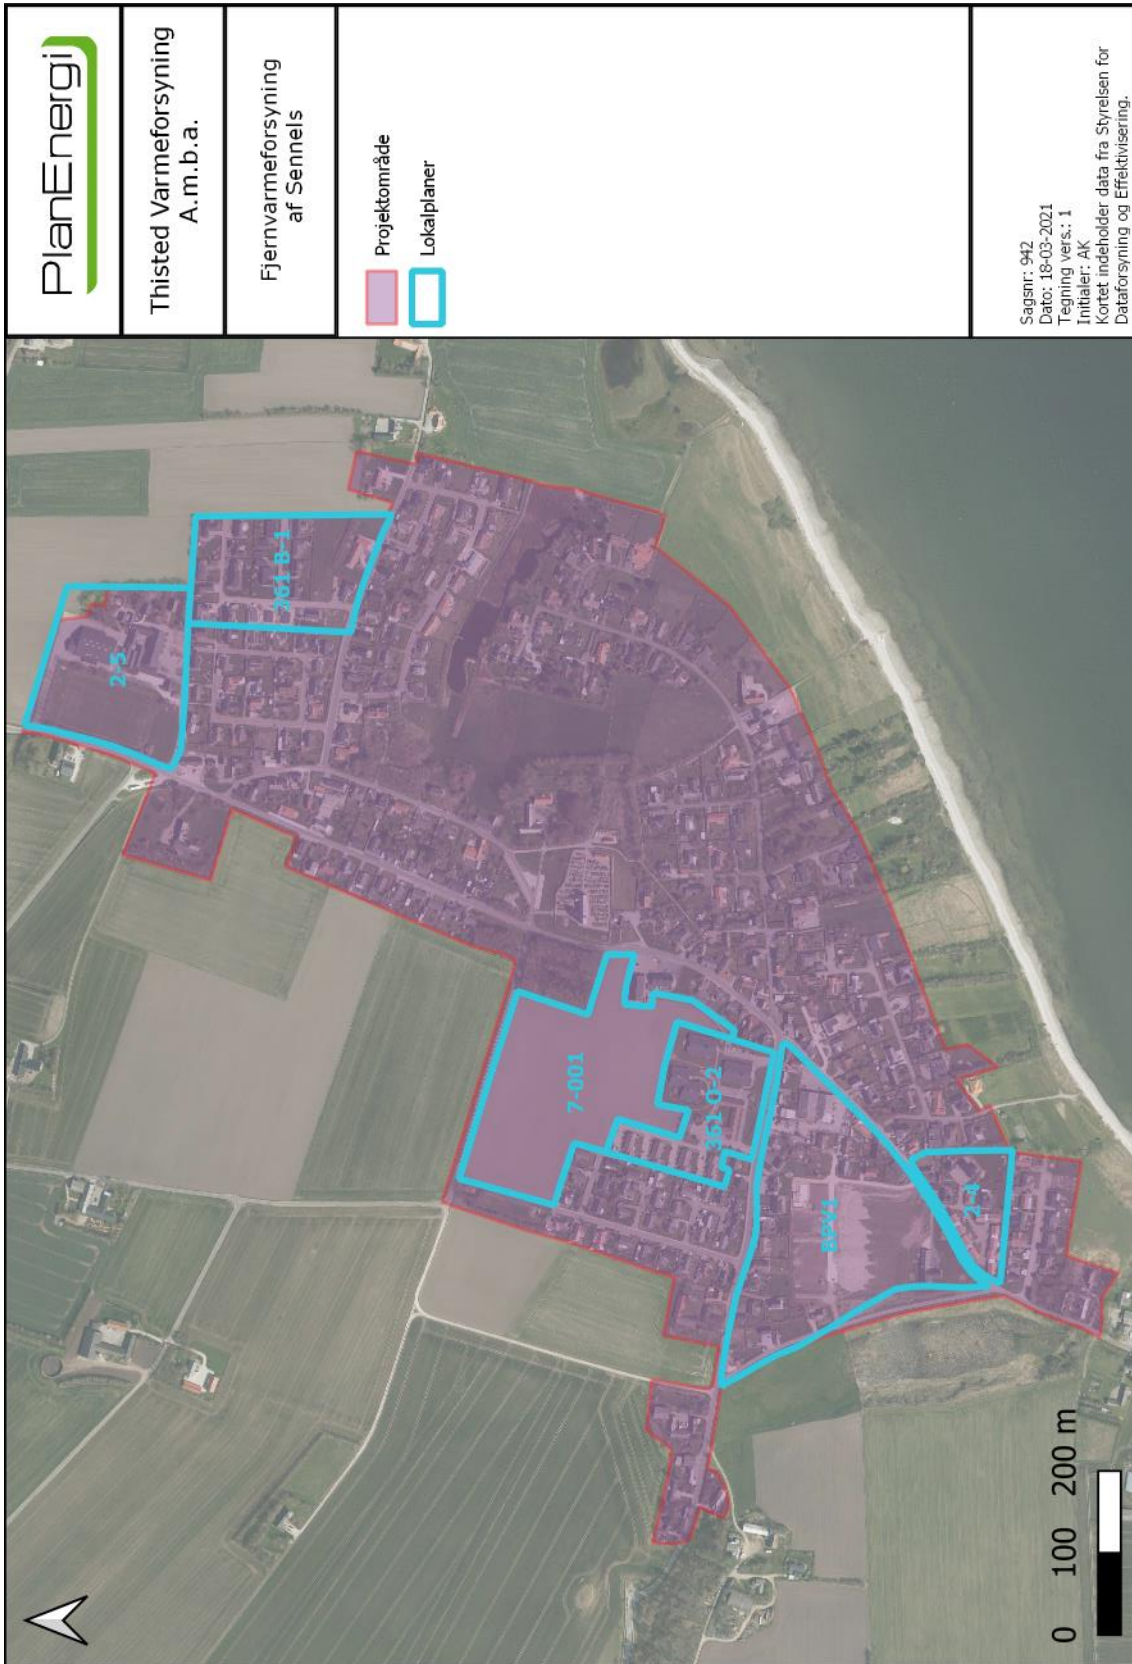 PlanEnergi
Thisted Varmeforsyning
A.m.b.a.
Fjernvarmeforsyning
af Sennels
Projektområde
Lokalplaner
Sagsnr: 942
Dato: 18-03-2021
Tegning vers.: 1
Initialer: AK
Kortet indeholder data fra Styrelsen for
Dataforsyning og Effektivisering.
2-5
361 B-1
7-001
361 O-2
BPV1
2-4
0 100 200 m